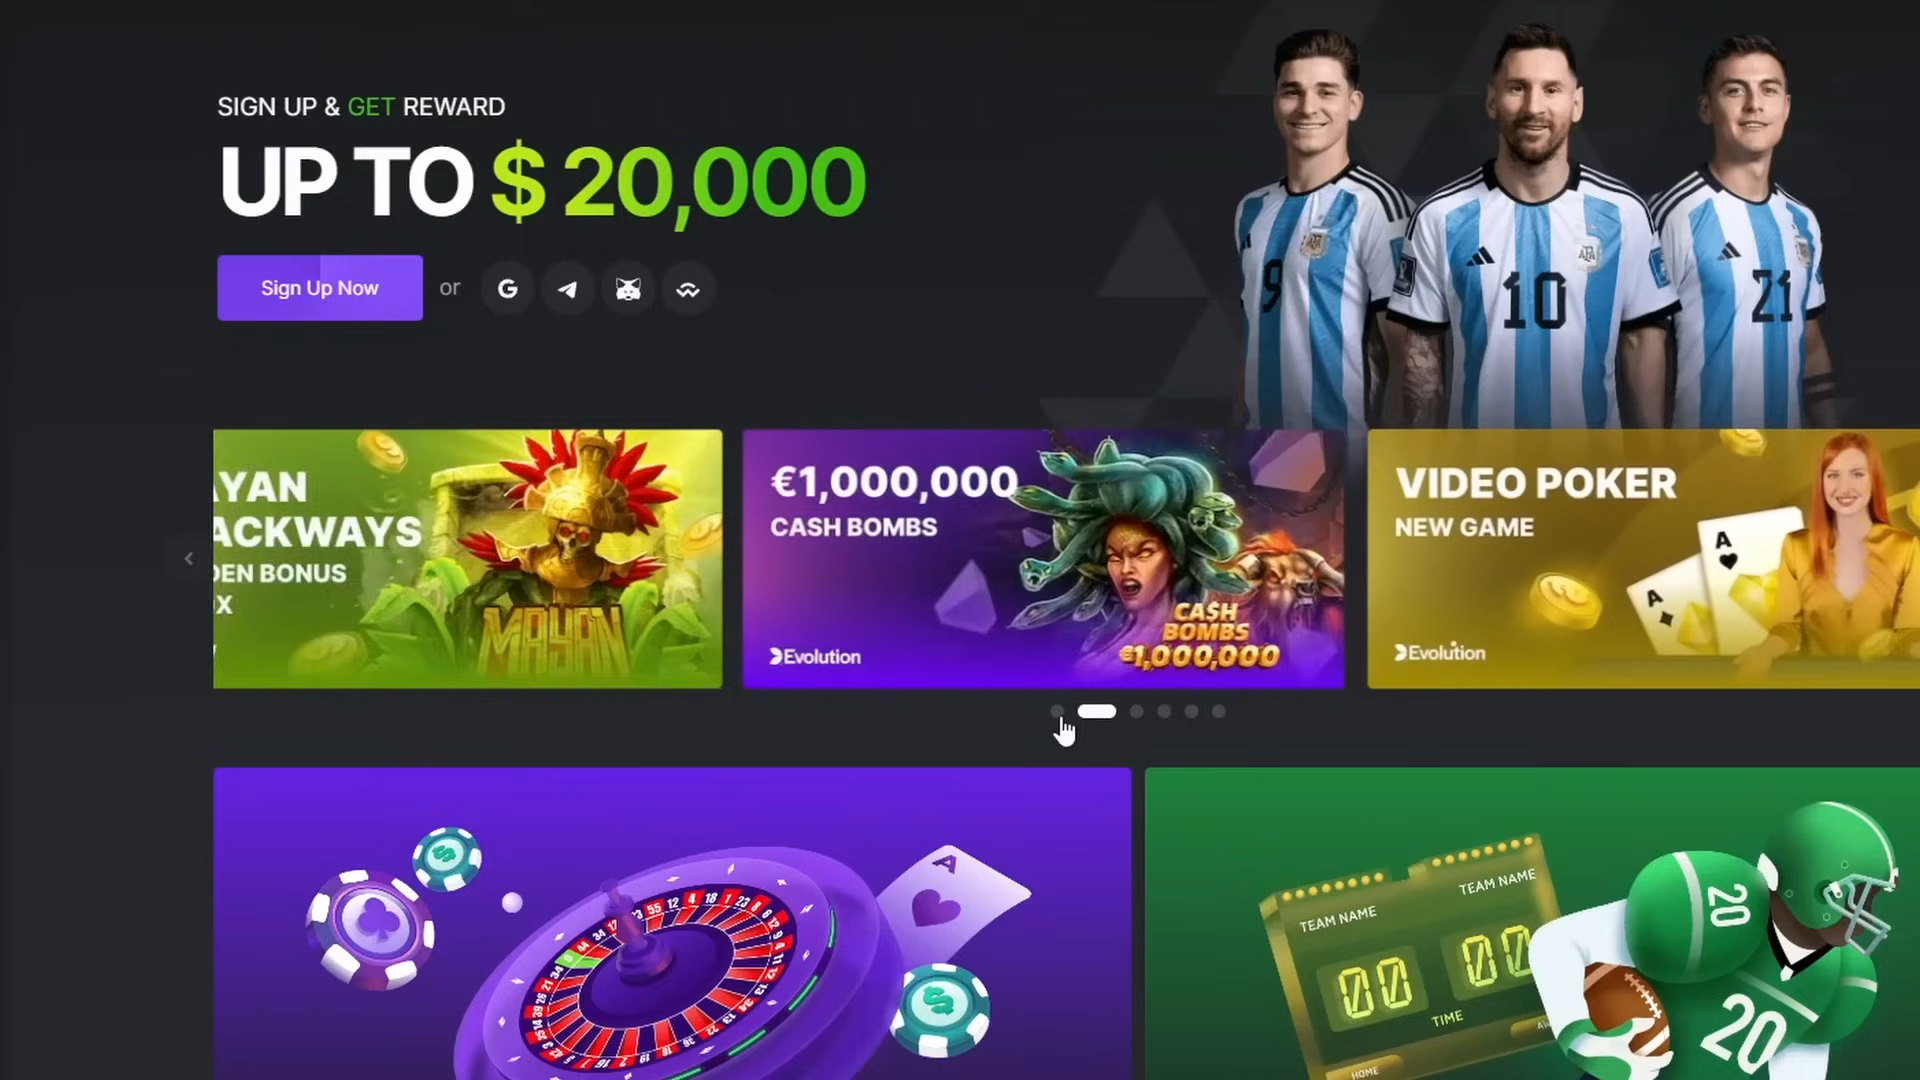 SIGN UP & GET REWARD
UP TO $ 20,000
Sign Up Now
or
G
9
10
21
AYAN
ACKWAYS
DEN BONUS
X
MAYAN
€1,000,000
CASH BOMBS
Evolution
CA$H
BOMBS
€1,000,000
VIDEO POKER
NEW GAME
A
A
Evolution
A
TEAM NAME
TEAM NAME
00
00
TIME
HOME
20
20